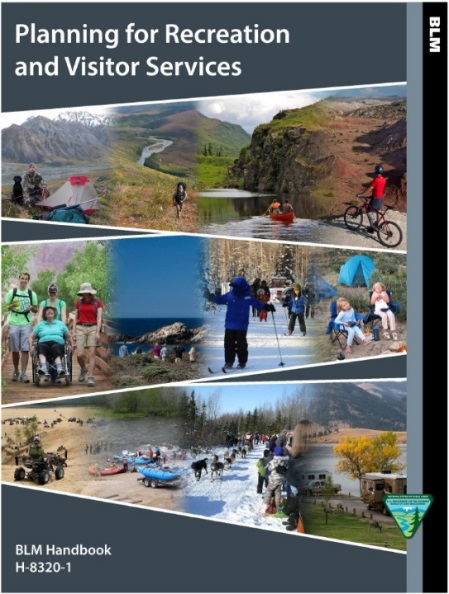 Planning for Recreation
and Visitor Services
BLM
BLM Handbook
H-8320-1